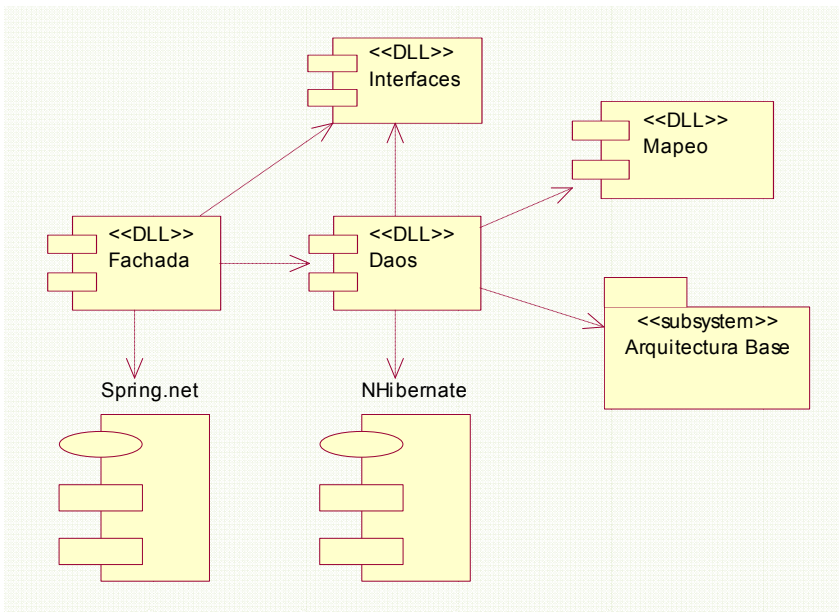 <<DLL>>
Interfaces
<<DLL>>
Mapeo
<<DLL>>
Fachada
<<DLL>>
Daos
<<subsystem>>
Arquitectura Base
Spring.net
NHibernate